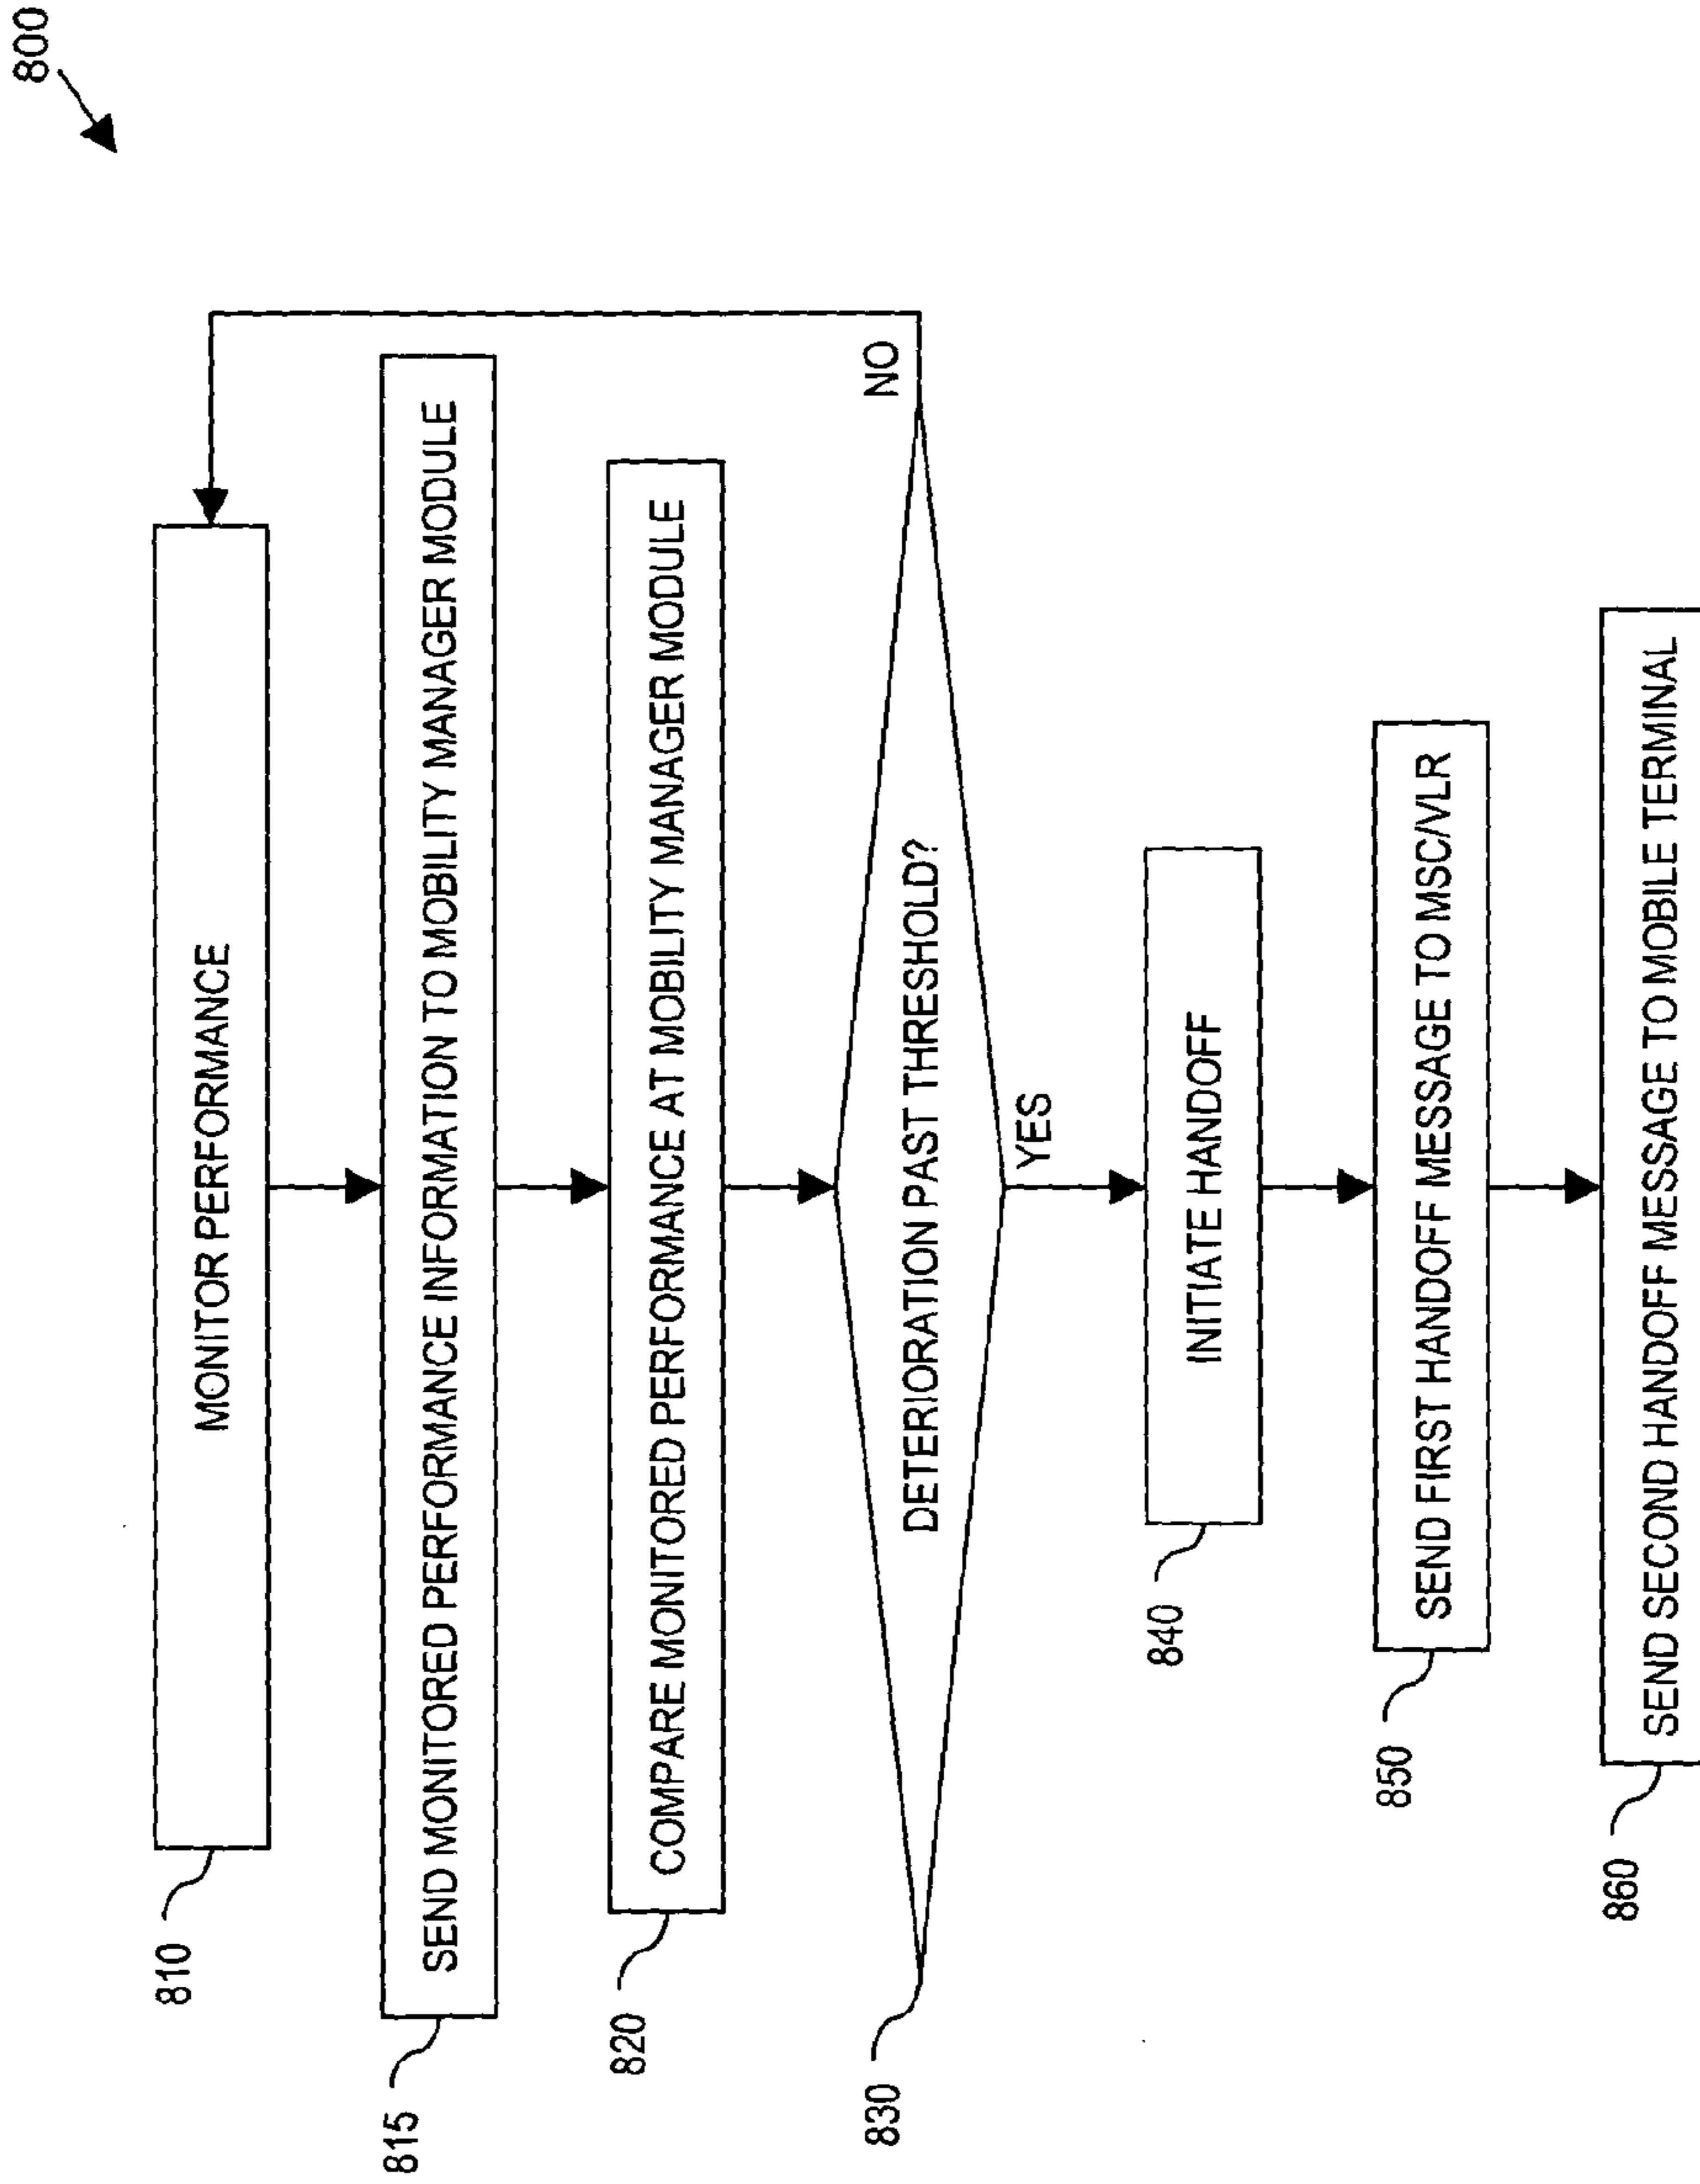 800
810
MONITOR PERFORMANCE
815
SEND MONITORED PERFORMANCE INFORMATION TO MOBILITY MANAGER MODULE
820
COMPARE MONITORED PERFORMANCE AT MOBILITY MANAGER MODULE
830
DETERIORATION PAST THRESHOLD?
NO
YES
840
INITIATE HANDOFF
850
SEND FIRST HANDOFF MESSAGE TO MSC/VLR
860
SEND SECOND HANDOFF MESSAGE TO MOBILE TERMINAL